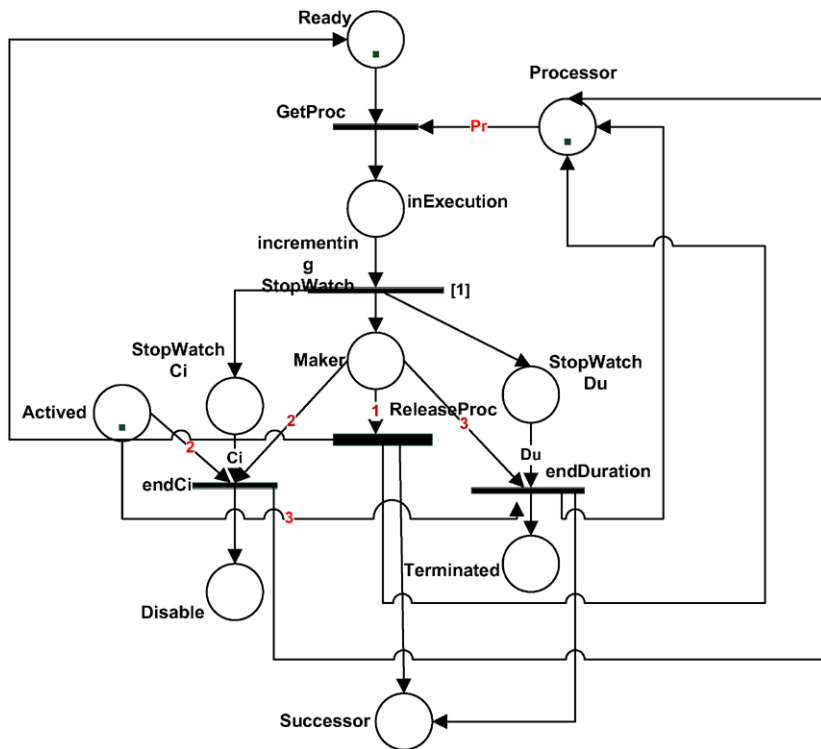 Ready
Processor
GetProc
Pr
inExecution
incrementin
g
StopWatch
[1]
StopWatch
Ci
Maker
StopWatch
Du
Actived
1
ReleaseProc
2
2
3
Ci
Du
endCi
endDuration
3
Terminated
Disable
Successor